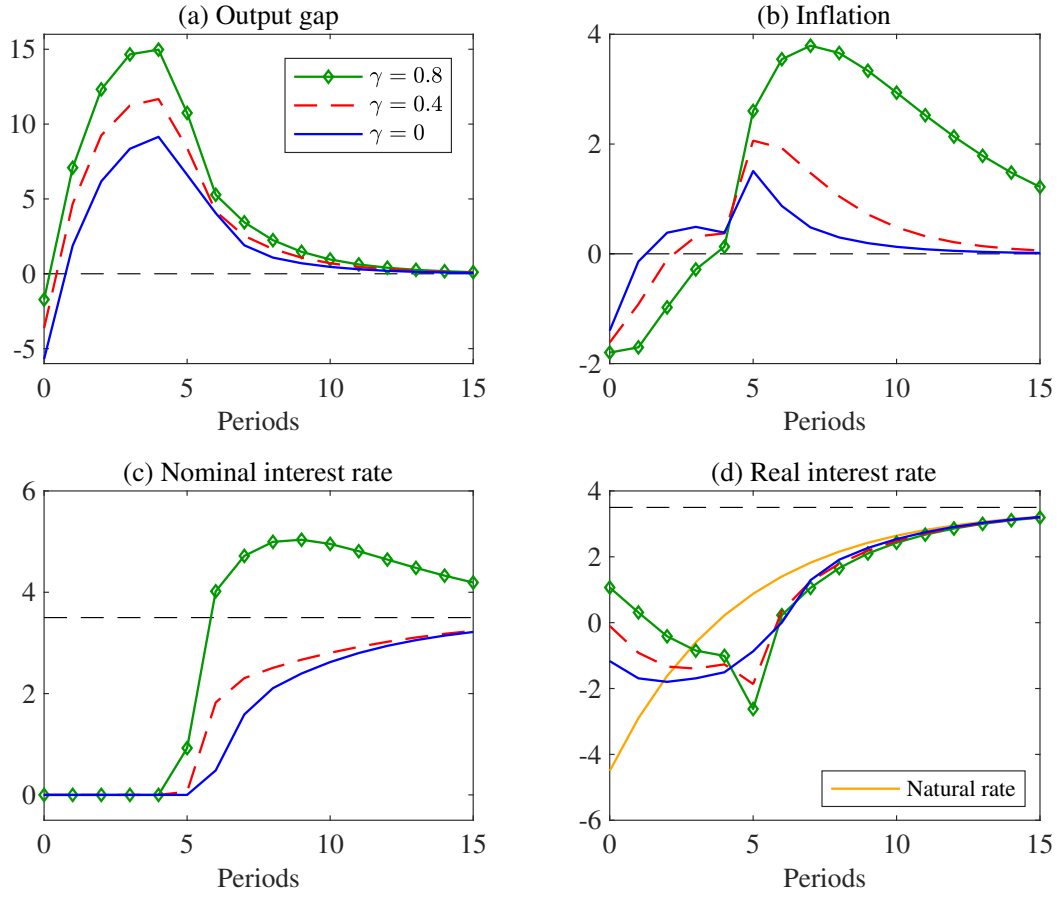 (a) Output gap
15
10
5
0
-5
0
5
10
15
Periods
γ = 0.8
γ = 0.4
γ = 0
(b) Inflation
4
2
0
-2
0
5
10
15
Periods
(c) Nominal interest rate
6
4
2
0
0
5
10
15
Periods
(d) Real interest rate
4
2
0
-2
-4
-6
0
5
10
15
Periods
Natural rate